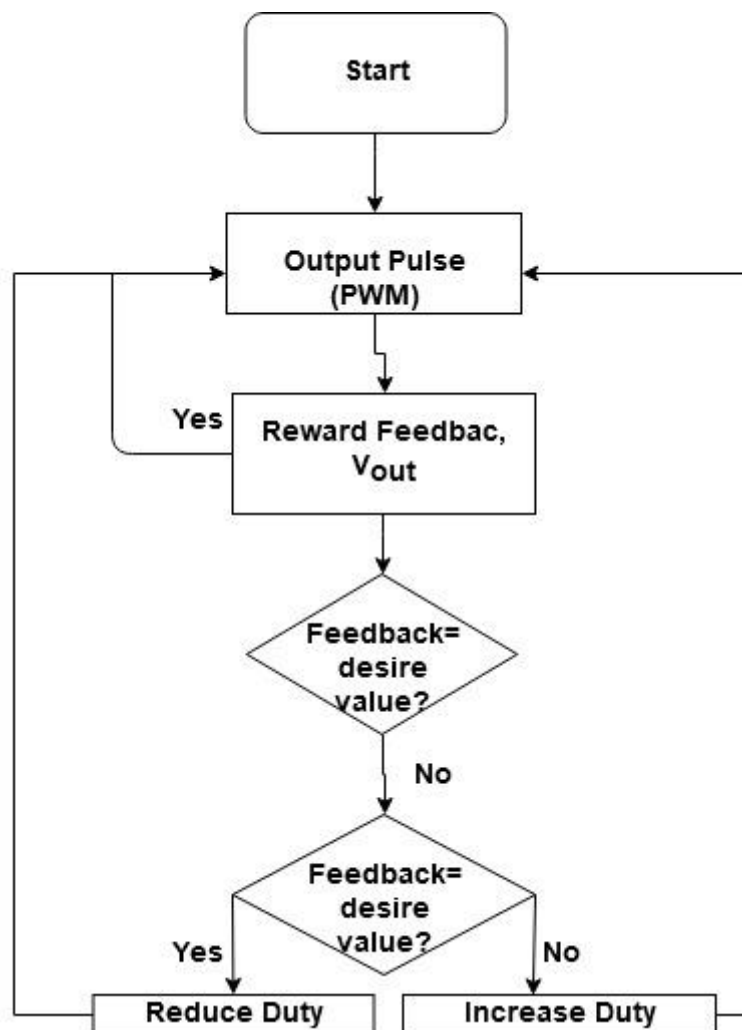 Start
Output Pulse
(PWM)
Yes
Reward Feedbac,
Vout
Feedback=
desire
value?
No
Feedback=
desire
value?
Yes
No
Reduce Duty
Increase Duty